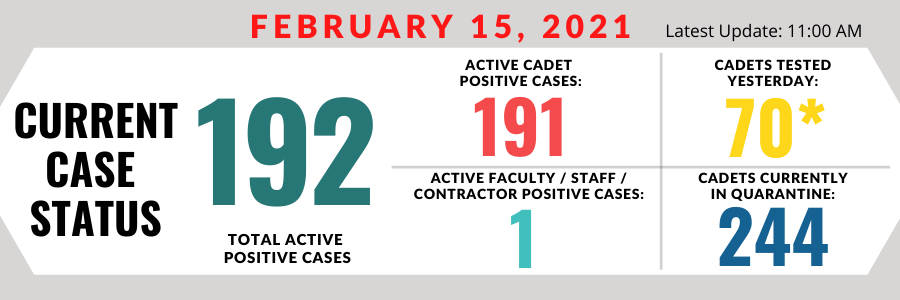 FEBRUARY 15, 2021
Latest Update: 11:00 AM
CURRENT
CASE
STATUS
192
TOTAL ACTIVE
POSITIVE CASES
ACTIVE CADET
POSITIVE CASES:
191
CADETS TESTED
YESTERDAY:
70*
ACTIVE FACULTY / STAFF /
CONTRACTOR POSITIVE CASES:
1
CADETS CURRENTLY
IN QUARANTINE:
244